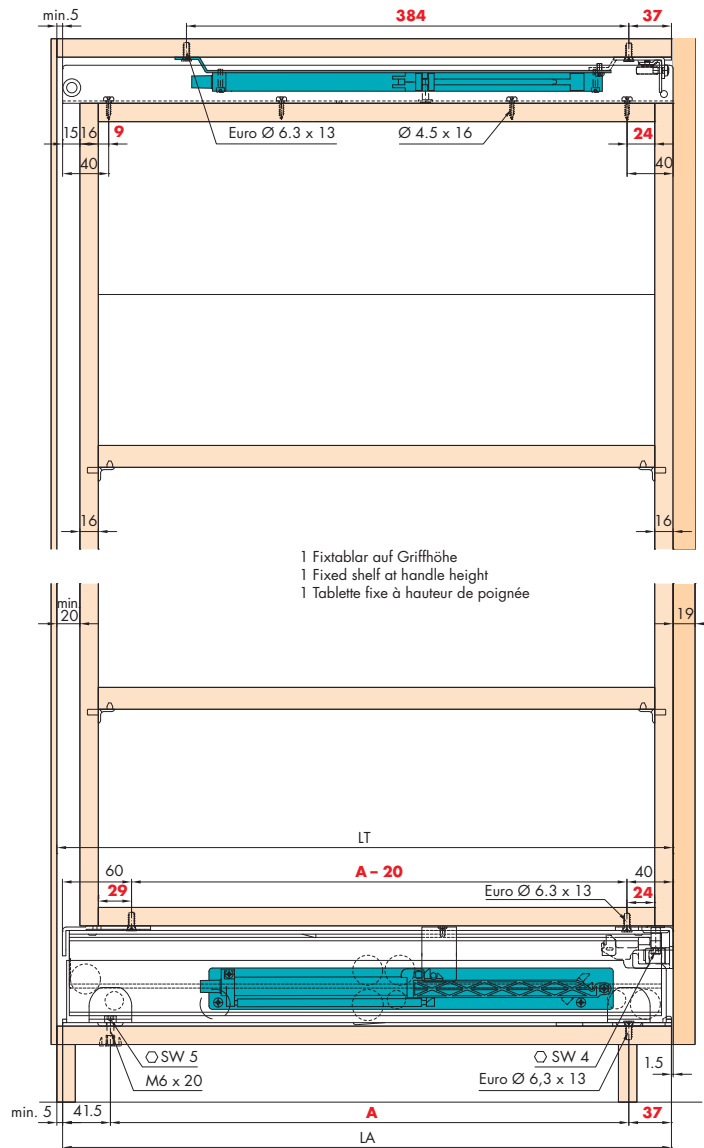 min.5
384
37
15
16
9
Euro Ø 6.3 x 13
Ø 4.5 x 16
24
40
40
16
16
1 Fixtablar auf Griffhöhe
1 Fixed shelf at handle height
1 Tablette fixe à hauteur de poignée
min.
20
19
LT
60
A – 20
40
29
Euro Ø 6.3 x 13
24
SW 5
M6 x 20
SW 4
Euro Ø 6,3 x 13
1.5
min. 5
41.5
A
37
LA